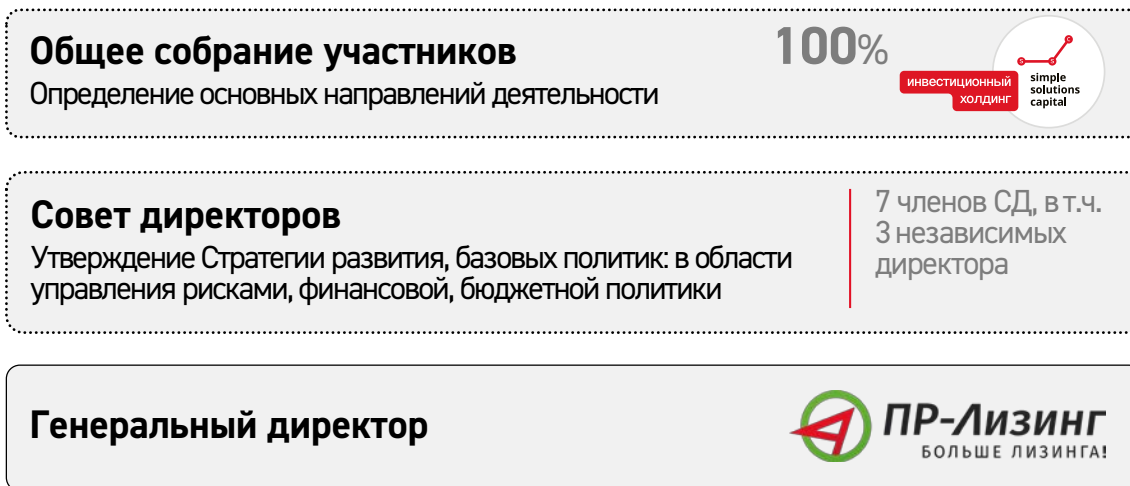 Общее собрание участников
100%
Определение основных направлений деятельности
инвестиционный
холдинг
S
S
C
simple
solutions
capital
Совет директоров
Утверждение Стратегии развития, базовых политик: в области
управления рисками, финансовой, бюджетной политики
7 членов СД, в т.ч.
3 независимых
директора
Генеральный директор
ПР-Лизинг
БОЛЬШЕ ЛИЗИНГА!